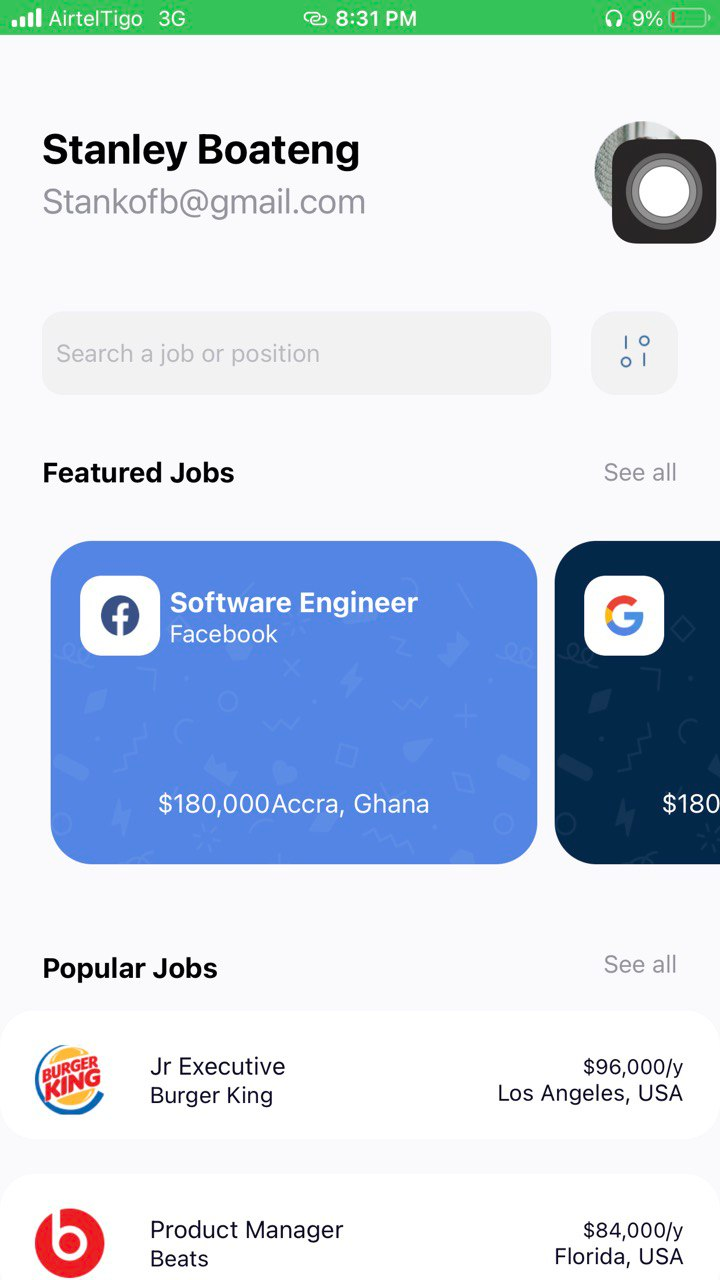 AirtelTigo 3G 8:31 PM 9%
Stanley Boateng
Stankofb@gmail.com
Search a job or position
Featured Jobs See all
Software Engineer
Facebook
$180,000Accra, Ghana
$180
Popular Jobs See all
BURGER KING
Jr Executive $96,000/y
Burger King Los Angeles, USA
Product Manager $84,000/y
Beats Florida, USA